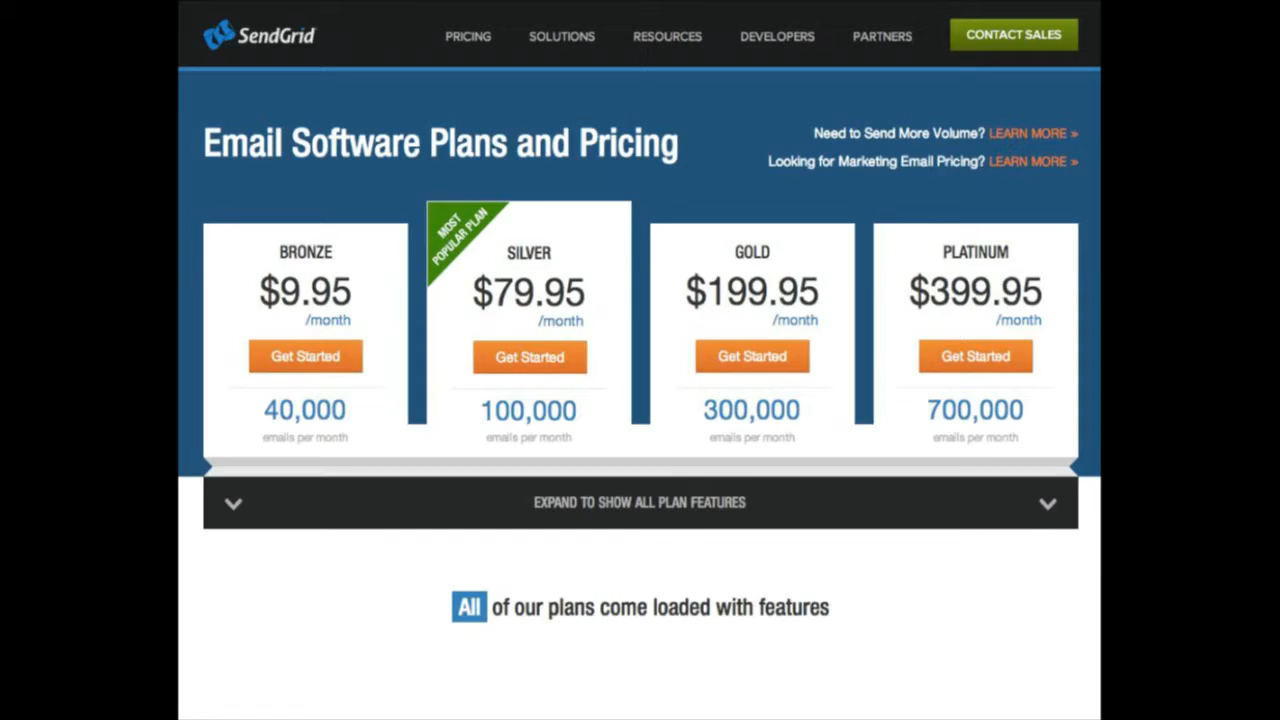 SendGrid
PRICING SOLUTIONS RESOURCES DEVELOPERS PARTNERS CONTACT SALES
Email Software Plans and Pricing
Need to Send More Volume? LEARN MORE »
Looking for Marketing Email Pricing? LEARN MORE »
BRONZE
$9.95
/month
Get Started
40,000
emails per month
MOST
POPULAR PLAN
SILVER
$79.95
/month
Get Started
100,000
emails per month
GOLD
$199.95
/month
Get Started
300,000
emails per month
PLATINUM
$399.95
/month
Get Started
700,000
emails per month
EXPAND TO SHOW ALL PLAN FEATURES
All of our plans come loaded with features